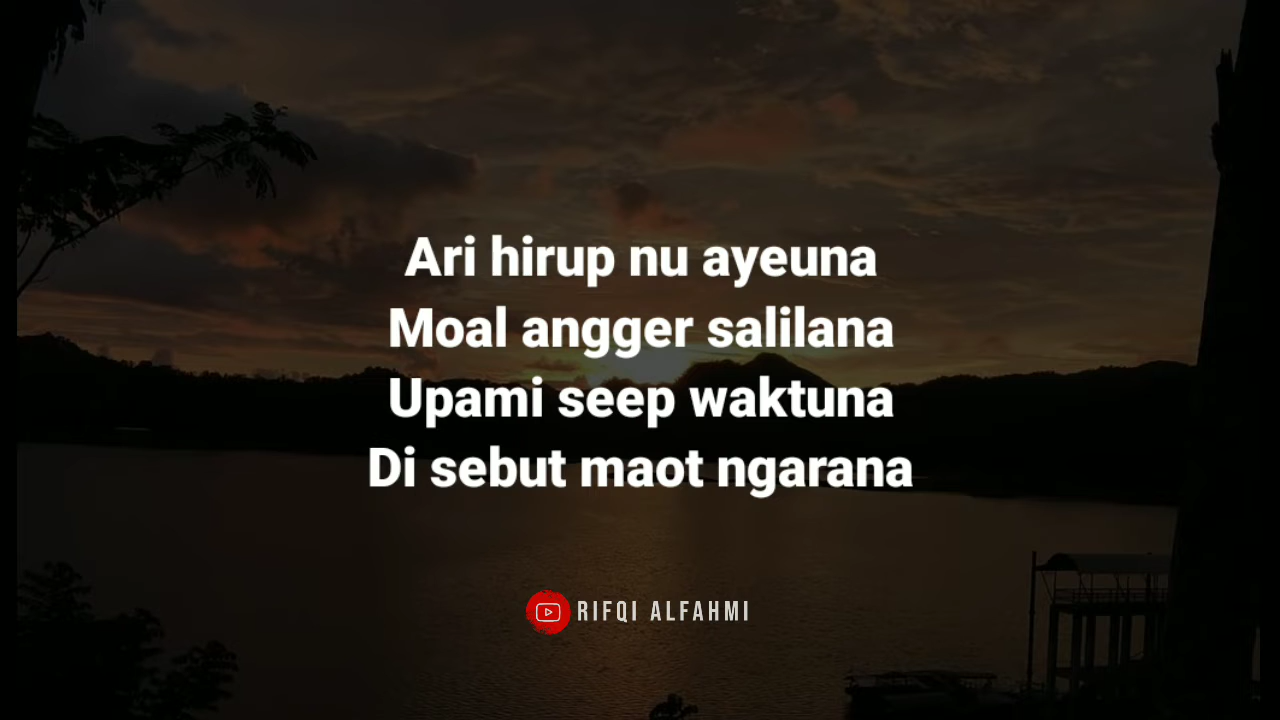 Ari hirup nu ayeuna
Moal angger salilana
Upami seep waktuna
Di sebut maot ngarana
RIFQI ALFAHMI